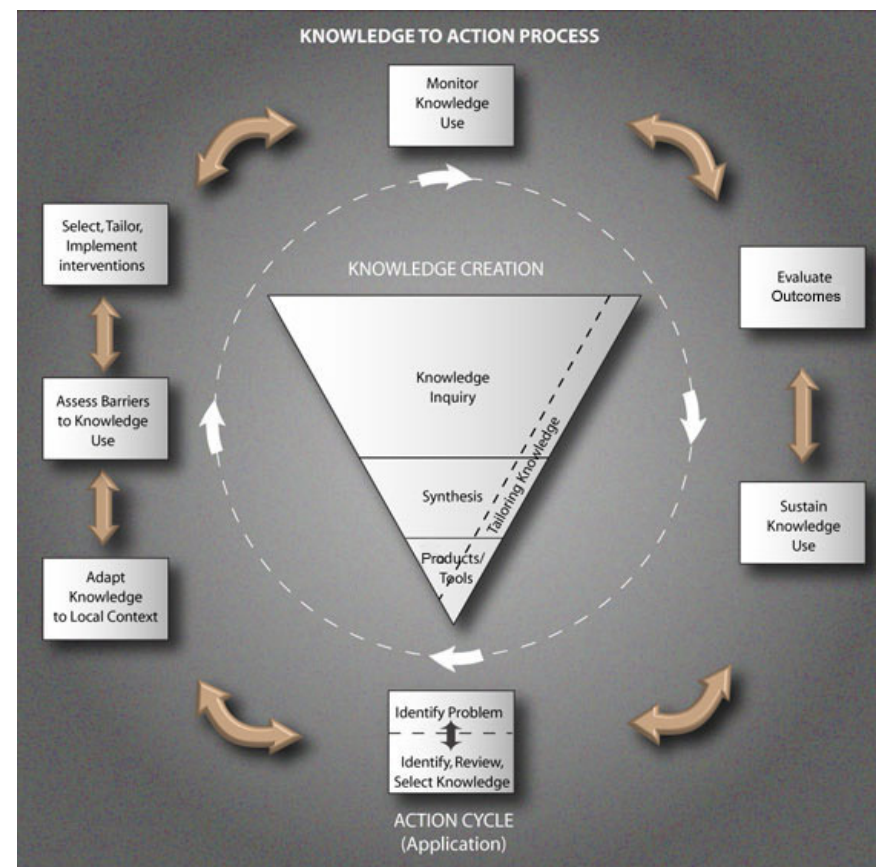 KNOWLEDGE TO ACTION PROCESS
Monitor
Knowledge
Use
Select, Tailor,
Implement
interventions
KNOWLEDGE CREATION
Evaluate
Outcomes
Knowledge
Inquiry
Assess Barriers
to Knowledge
Use
Tailoring Knowledge
Synthesis
Sustain
Knowledge
Use
Products/
Tools
Adapt
Knowledge
to Local Context
Identify Problem
Identify, Review,
Select Knowledge
ACTION CYCLE
(Application)